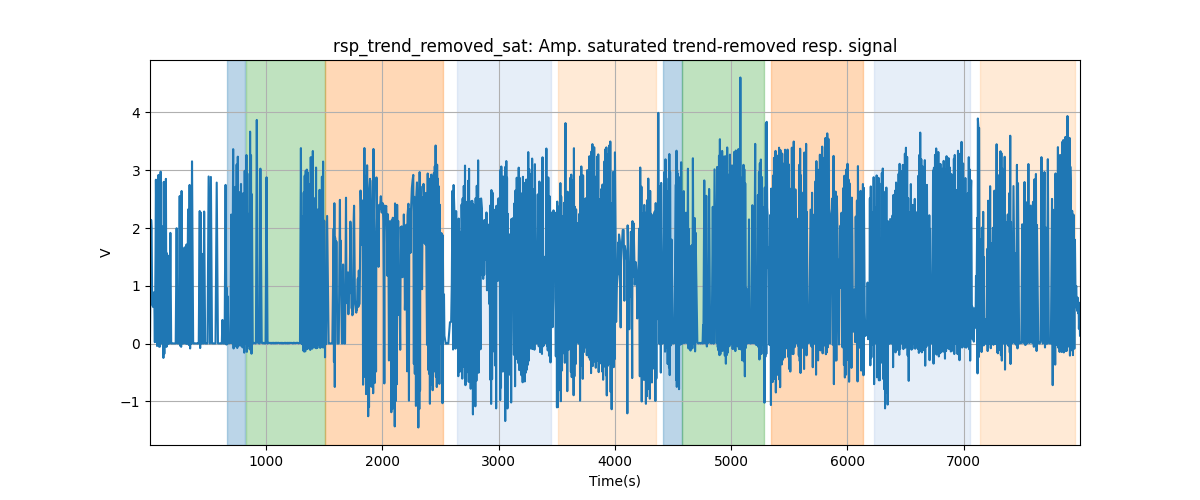 rsp_trend_removed_sat: Amp. saturated trend-removed resp. signal
4
3
2
1
0
−1
V
1000 2000 3000 4000 5000 6000 7000
Time(s)